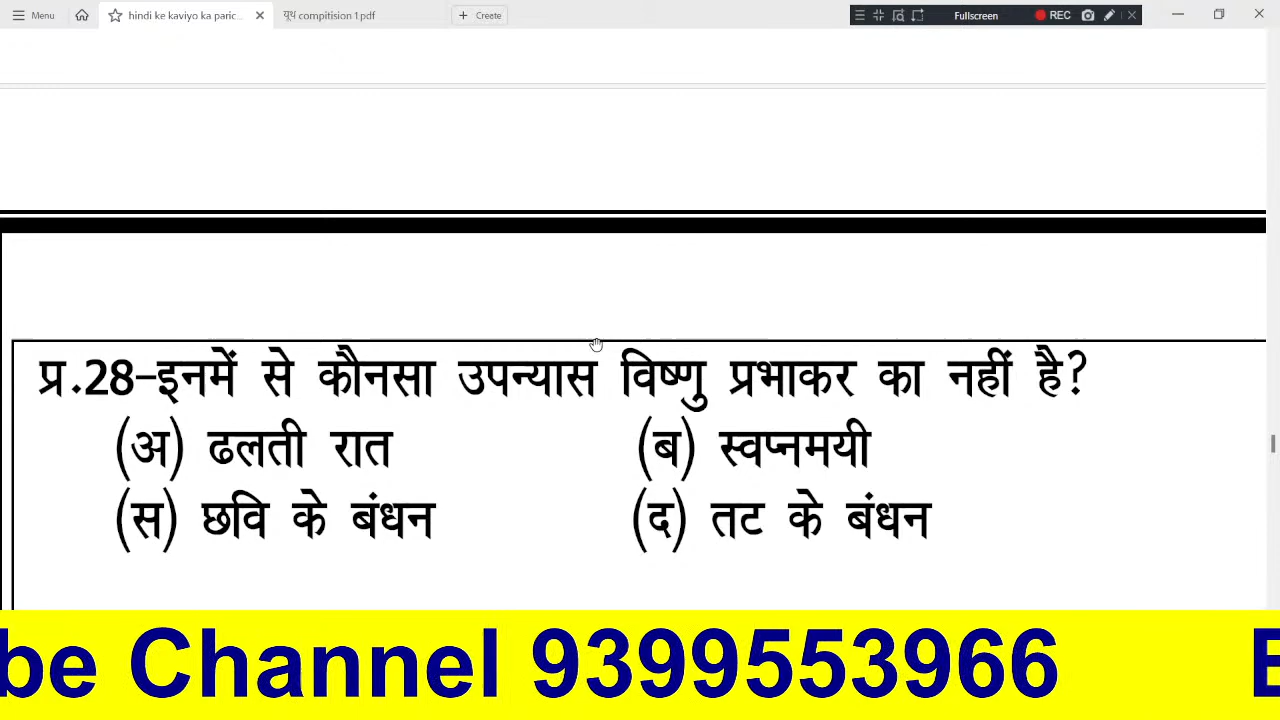 Menu hindi ke kaviyo ka paric... यूथ compitision 1 pdf Create Fullscreen REC
प्र.28-इनमें से कौनसा उपन्यास विष्णु प्रभाकर का नहीं है?
(अ) ढलती रात (ब) स्वप्नमयी
(स) छवि के बंधन (द) तट के बंधन
be Channel 9399553966 E